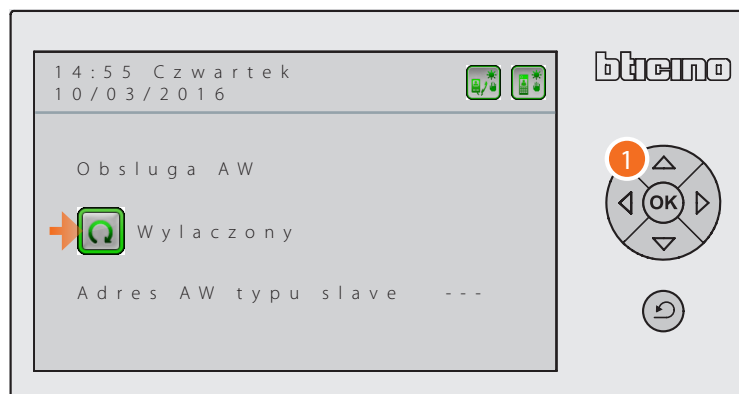 14:55 Czwartek
10/03/2016
bticino
Obsluga AW
1
OK
Wylaczony
Adres AW typu slave ---